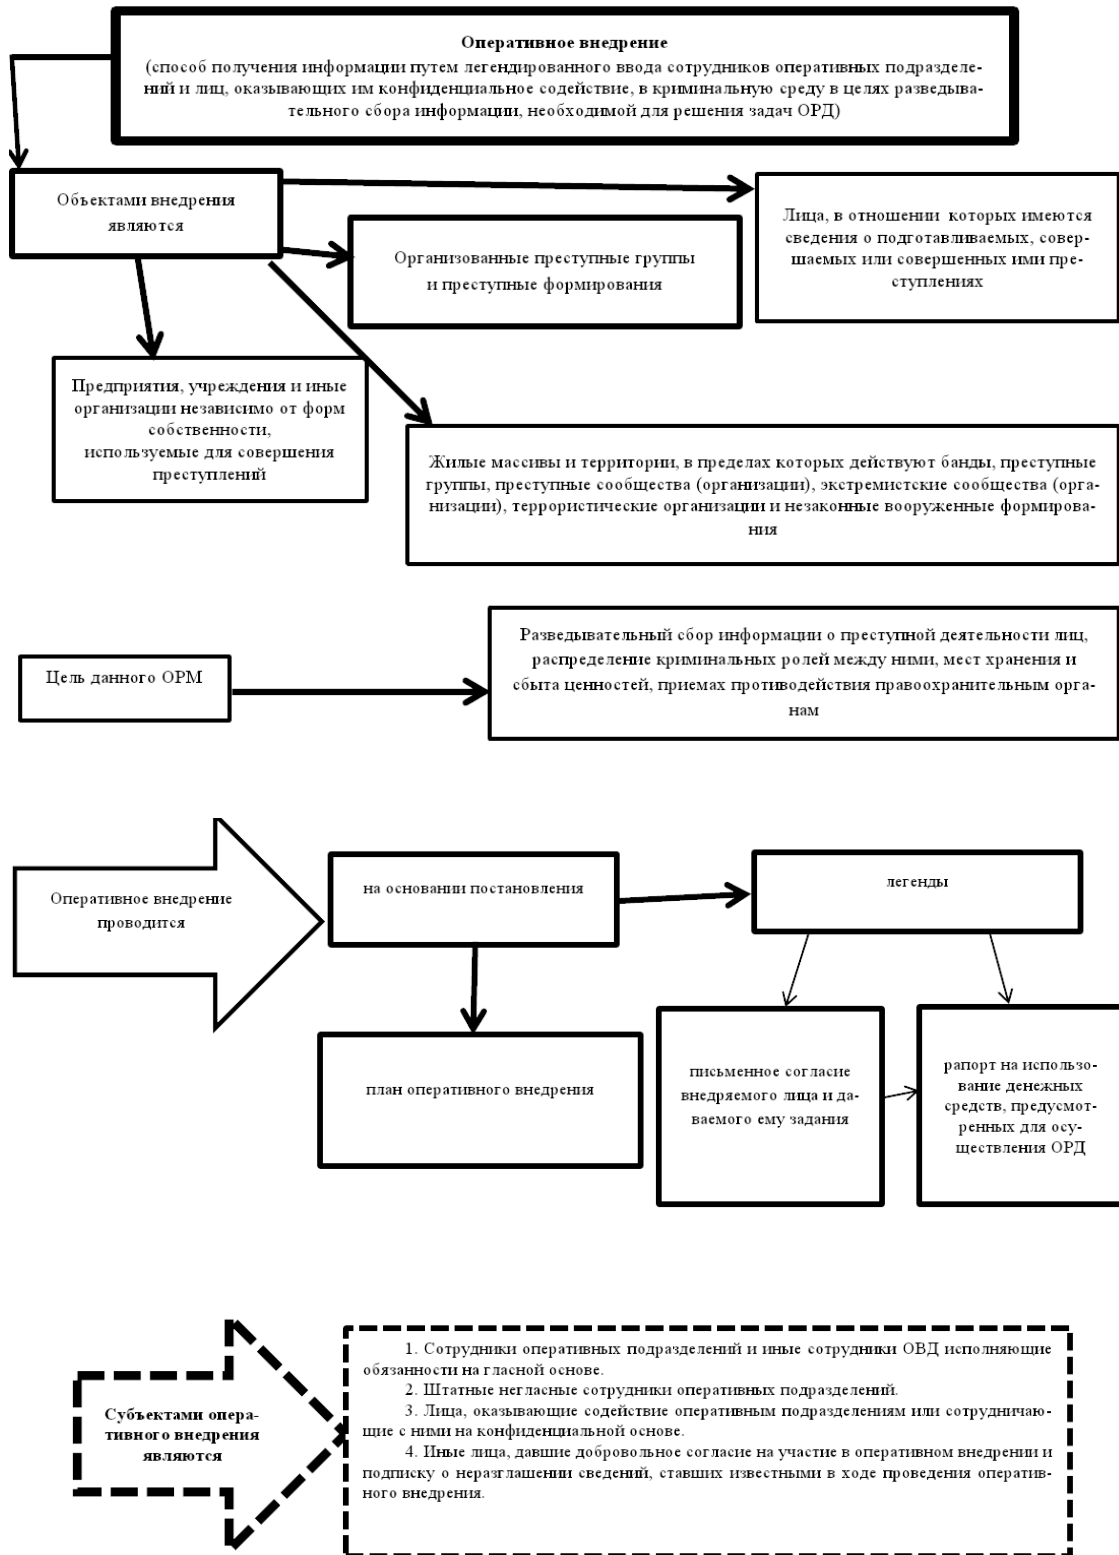 Оперативное внедрение
(способ получения информации путем легендированного ввода сотрудников оперативных подразделе-
ний и лиц, оказывающих им конфиденциальное содействие, в криминальную среду в целях разведыва-
тельного сбора информации, необходимой для решения задач ОРД)
Объектами внедрения
являются
Лица, в отношении которых имеются
сведения о подготавливаемых, совер-
шаемых или совершенных ими пре-
ступлениях
Организованные преступные группы
и преступные формирования
Предприятия, учреждения и иные
организации независимо от форм
собственности,
используемые для совершения
преступлений
Жилые массивы и территории, в пределах которых действуют банды, преступные
группы, преступные сообщества (организации), экстремистские сообщества (орга-
низации), террористические организации и незаконные вооруженные формирова-
ния
Цель данного ОРМ
Разведывательный сбор информации о преступной деятельности лиц,
распределение криминальных ролей между ними, мест хранения и
сбыта ценностей, приемах противодействия правоохранительным орга-
нам
Оперативное внедрение
проводится
на основании постановления
легенды
план оперативного внедрения
письменное согласие
внедряемого лица и да-
ваемого ему задания
рапорт на использо-
вание денежных
средств, предусмот-
ренных для осу-
ществления ОРД
Субъектами опера-
тивного внедрения
являются
1. Сотрудники оперативных подразделений и иные сотрудники ОВД исполняющие
обязанности на гласной основе.
2. Штатные негласные сотрудники оперативных подразделений.
3. Лица, оказывающие содействие оперативным подразделениям или сотрудничаю-
щие с ними на конфиденциальной основе.
4. Иные лица, давшие добровольное согласие на участие в оперативном внедрении и
подписку о неразглашении сведений, ставших известными в ходе проведения оператив-
ного внедрения.